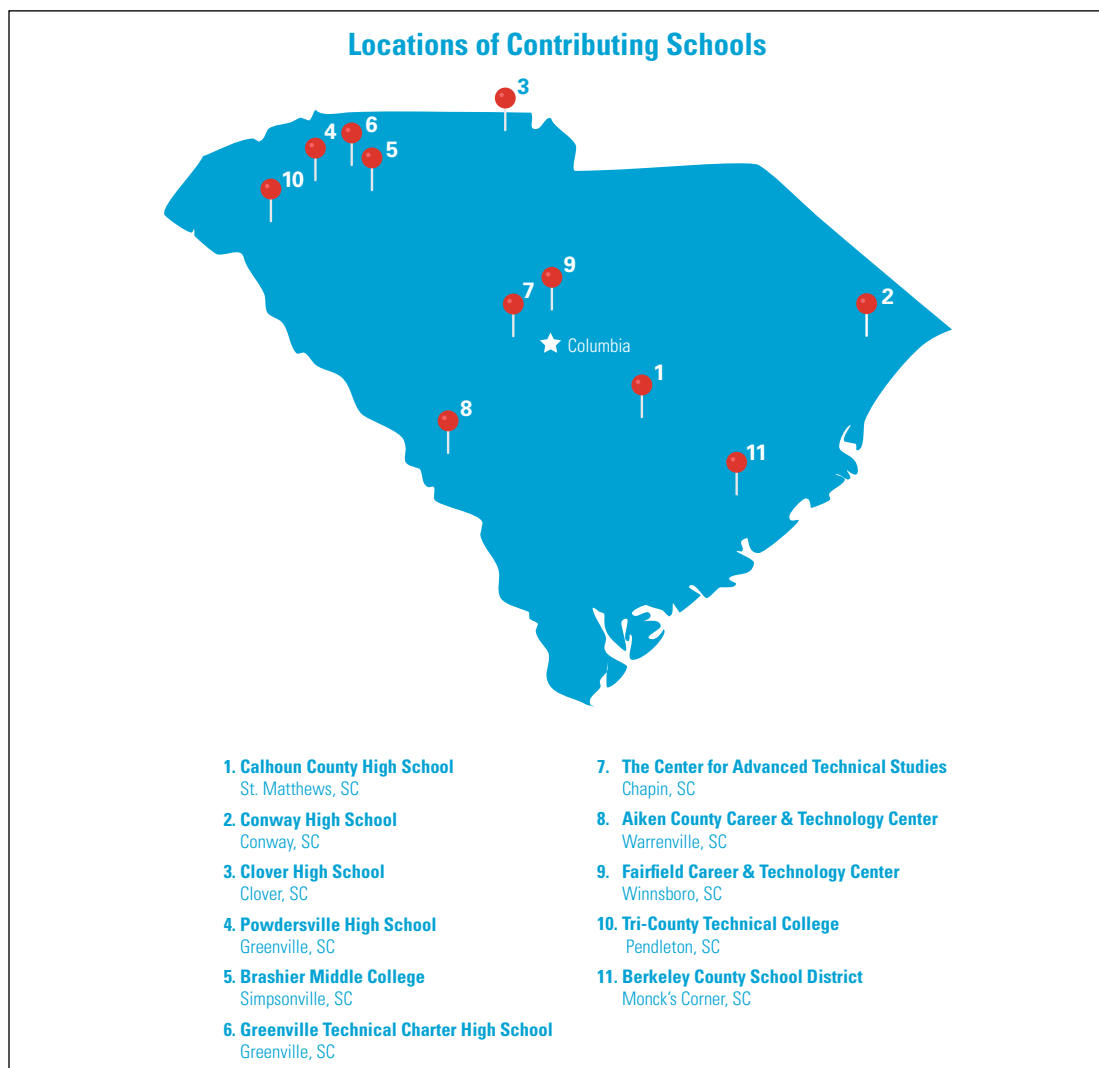 Locations of Contributing Schools
3
6
4
5
10
9
7
2
Columbia
1
8
11
1. Calhoun County High School
St. Matthews, SC
2. Conway High School
Conway, SC
3. Clover High School
Clover, SC
4. Powdersville High School
Greenville, SC
5. Brashier Middle College
Simpsonville, SC
6. Greenville Technical Charter High School
Greenville, SC
7. The Center for Advanced Technical Studies
Chapin, SC
8. Aiken County Career & Technology Center
Warrenville, SC
9. Fairfield Career & Technology Center
Winnsboro, SC
10. Tri-County Technical College
Pendleton, SC
11. Berkeley County School District
Monck's Corner, SC